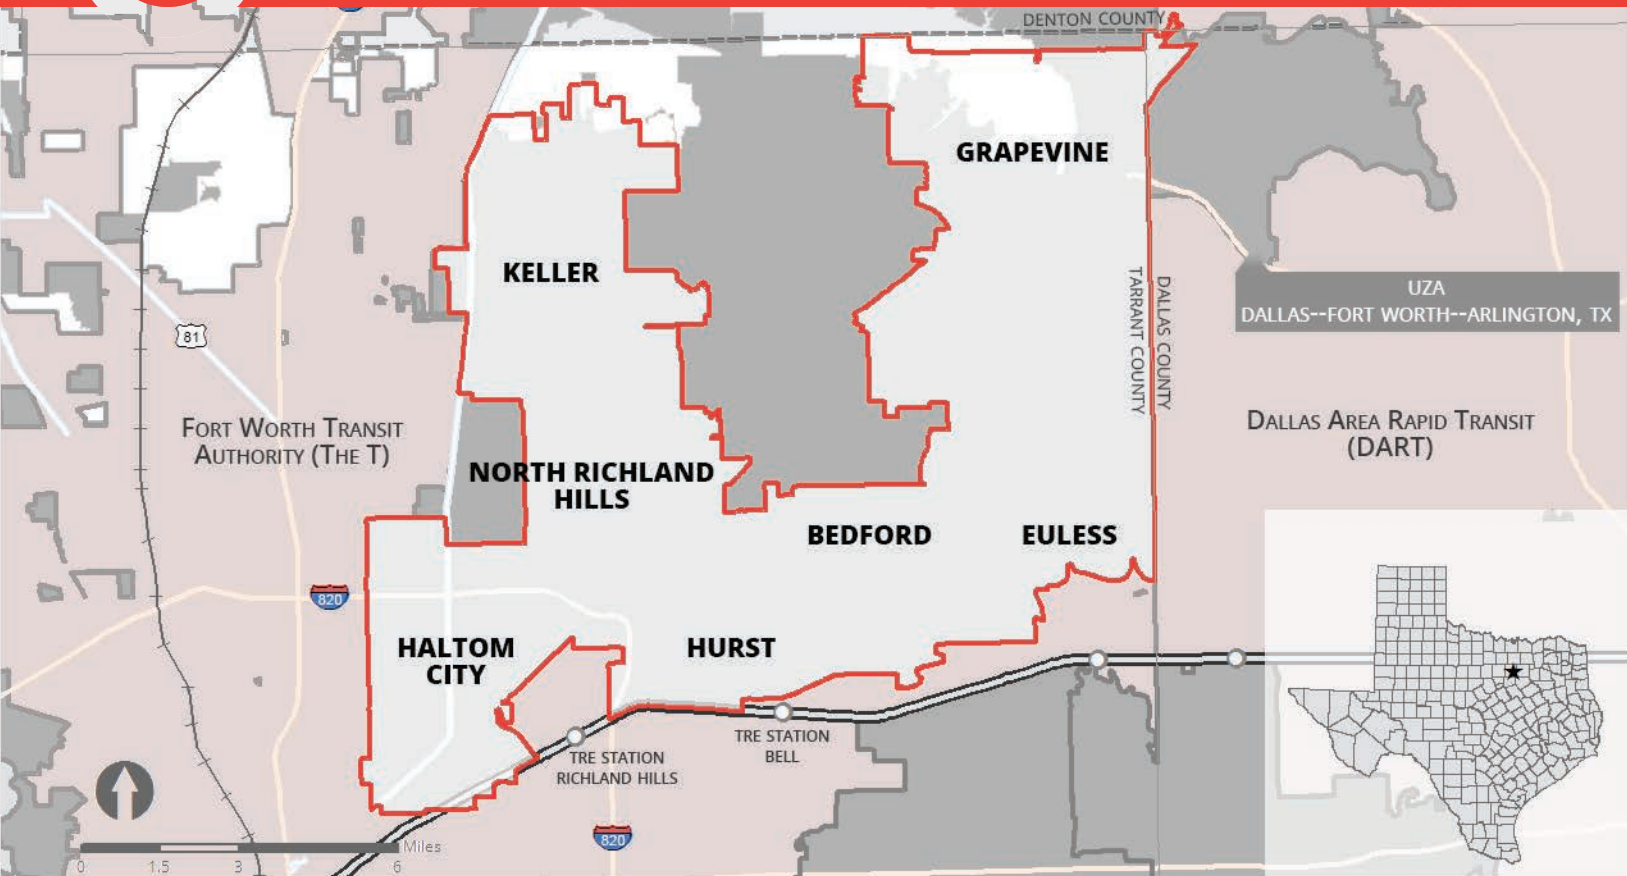 DENTON COUNTY
GRAPEVINE
KELLER
TARRANT COUNTY
DALLAS COUNTY
UZA
DALLAS--FORT WORTH--ARLINGTON, TX
81
FORT WORTH TRANSIT
AUTHORITY (THE T)
DALLAS AREA RAPID TRANSIT
(DART)
NORTH RICHLAND
HILLS
BEDFORD
EULESS
820
HALTOM
CITY
HURST
TRE STATION
RICHLAND HILLS
TRE STATION
BELL
820
Miles
0 1.5 3 6